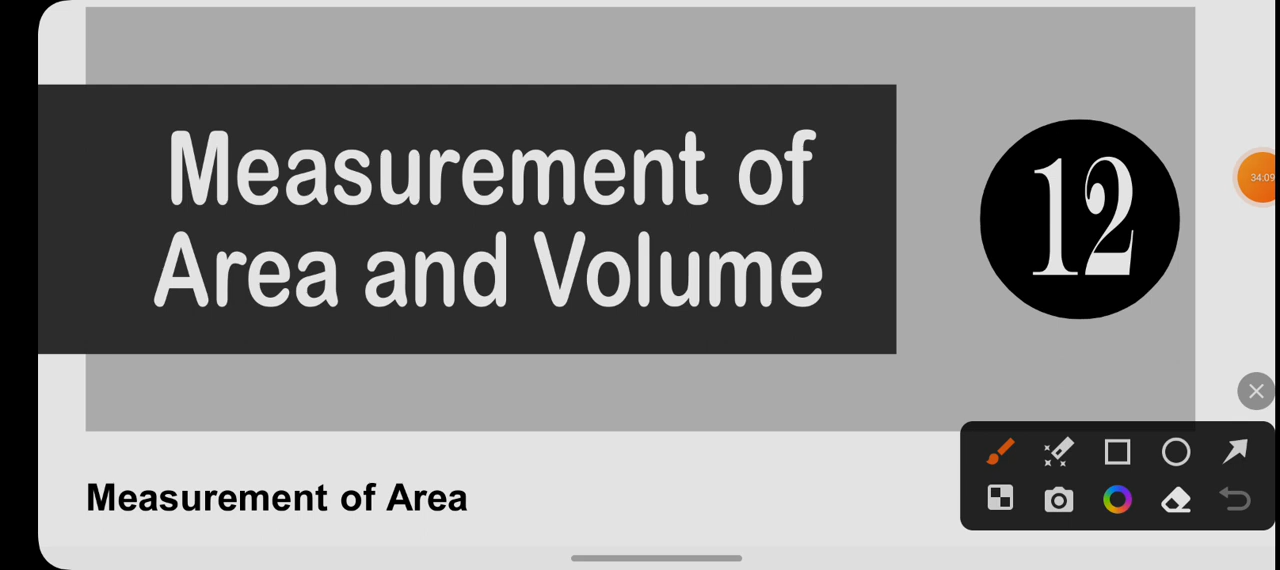 Measurement of
Area and Volume
12
34:09
Measurement of Area